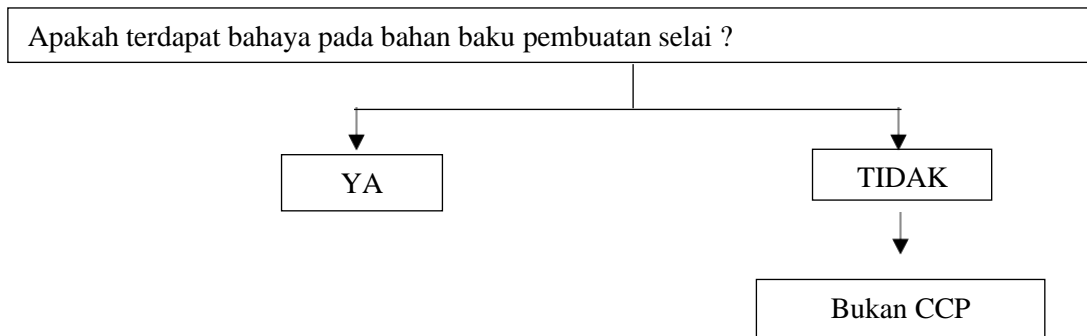 Apakah terdapat bahaya pada bahan baku pembuatan selai ?
YA
TIDAK
Bukan CCP